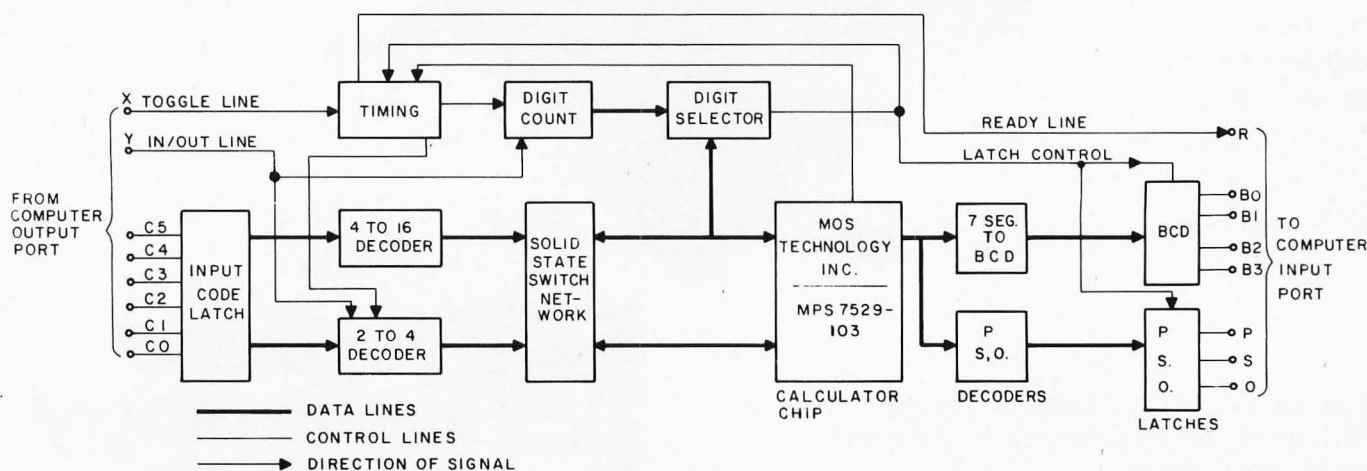 X TOGGLE LINE
Y IN/OUT LINE
FROM
COMPUTER
OUTPUT
PORT
C5
C4
C3
C2
C1
C0
INPUT
CODE
LATCH
TIMING
DIGIT
COUNT
DIGIT
SELECTOR
4 TO 16
DECODER
2 TO 4
DECODER
SOLID
STATE
SWITCH
NET-
WORK
MOS
TECHNOLOGY
INC.
MPS 7529-
103
CALCULATOR
CHIP
7 SEG.
TO
BCD
P
S,O.
DECODERS
READY LINE
R
LATCH CONTROL
BCD
B0
B1
B2
B3
TO
COMPUTER
INPUT
PORT
P
S.
O.
P
S
O
LATCHES
DATA LINES
CONTROL LINES
DIRECTION OF SIGNAL